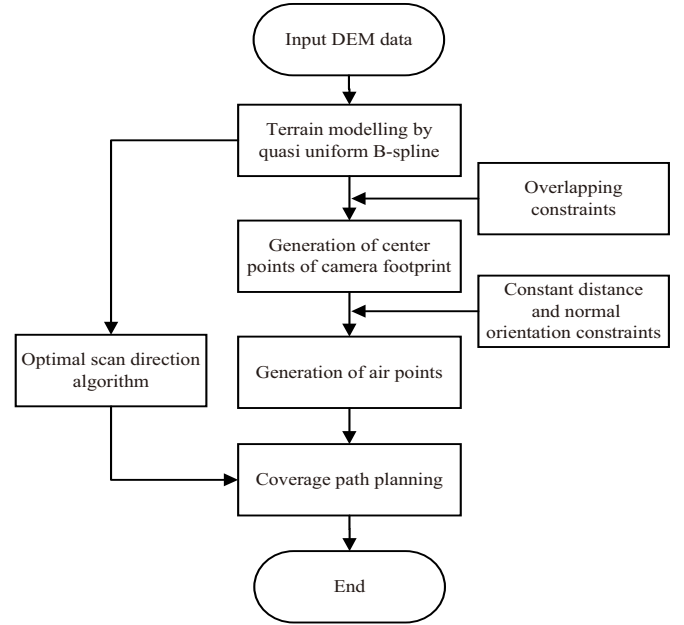 Input DEM data
Terrain modelling by
quasi uniform B-spline
Overlapping
constraints
Generation of center
points of camera footprint
Constant distance
and normal
orientation constraints
Optimal scan direction
algorithm
Generation of air points
Coverage path planning
End